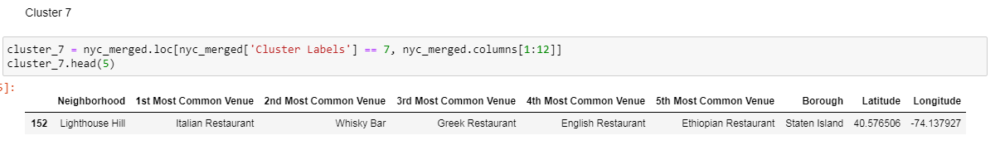 Cluster 7
cluster_7 = nyc_merged.loc[nyc_merged['Cluster Labels'] == 7, nyc_merged.columns[1:12]]
cluster_7.head(5)
5]:
Neighborhood 1st Most Common Venue 2nd Most Common Venue 3rd Most Common Venue 4th Most Common Venue 5th Most Common Venue Borough Latitude Longitude
152 Lighthouse Hill Italian Restaurant Whisky Bar Greek Restaurant English Restaurant Ethiopian Restaurant Staten Island 40.576506 -74.137927